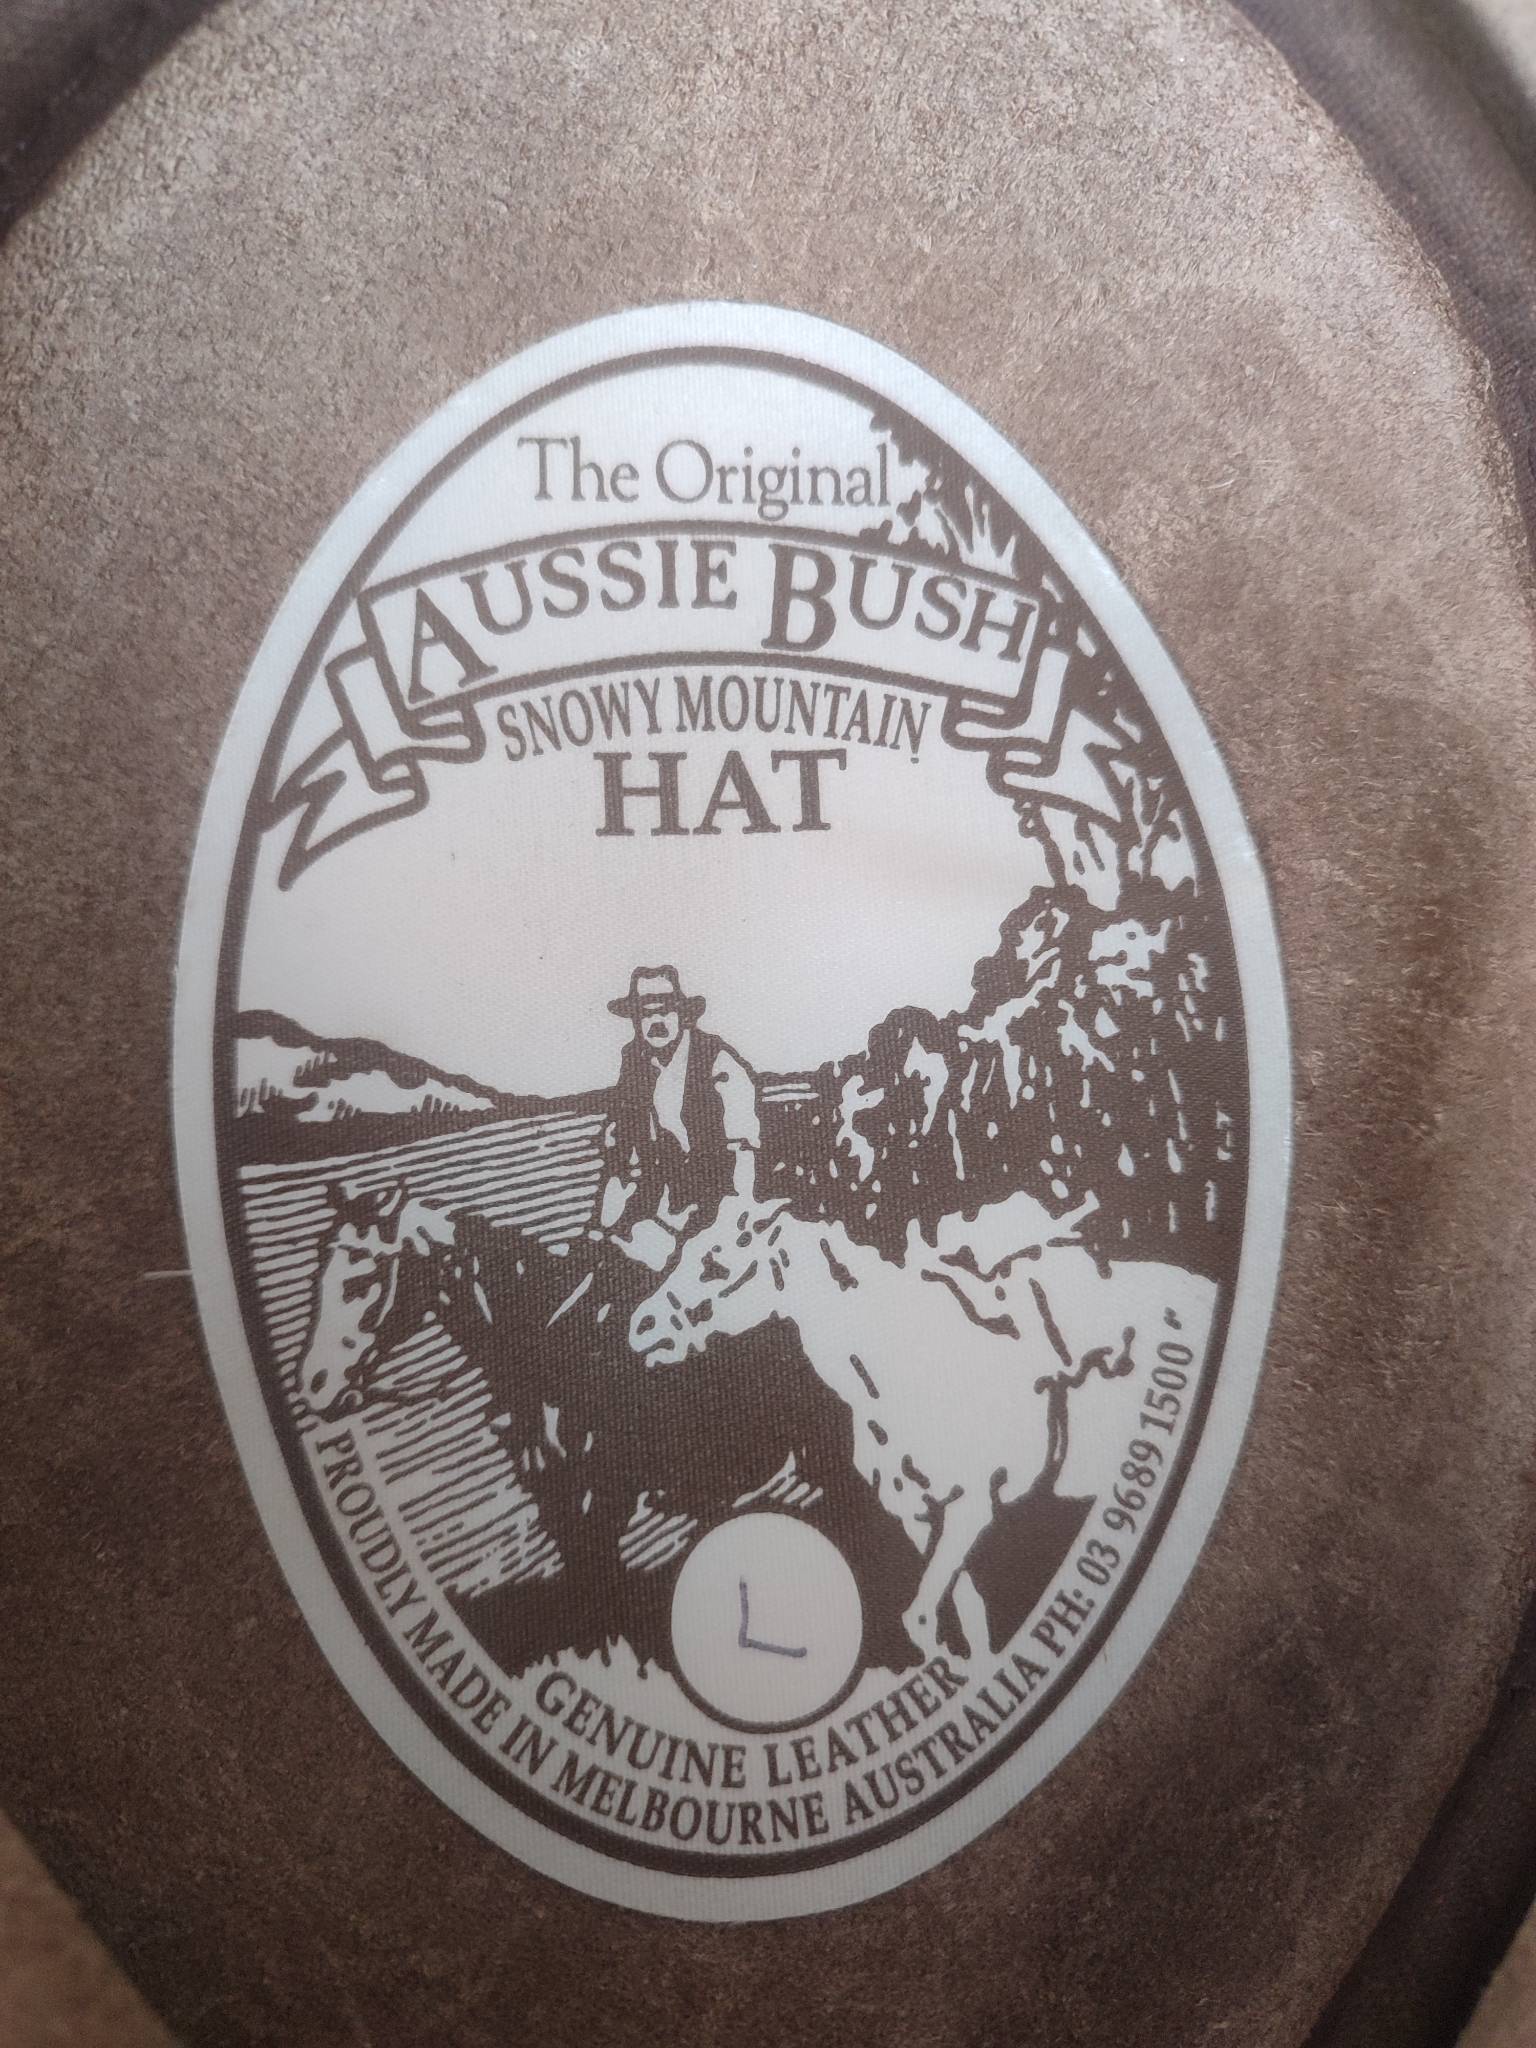 The Original
AUSSIE BUSH
SNOWY MOUNTAIN
HAT
L
GENUINE LEATHER
PROUDLY MADE IN MELBOURNE AUSTRALIA PH: 03 9689 1500 "